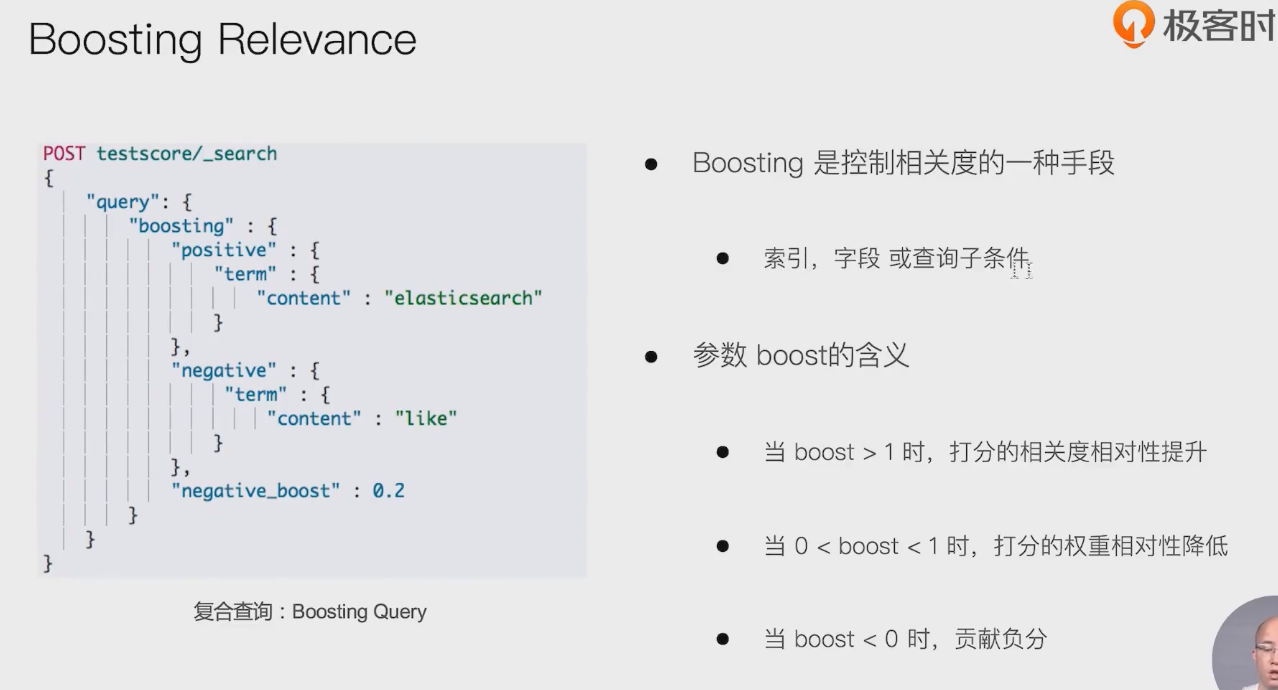 Boosting Relevance
极客时
POST testscore/_search
{
"query": {
"boosting" : {
"positive" : {
"term" : {
"content" : "elasticsearch"
}
},
"negative" : {
"term" : {
"content" : "like"
}
},
"negative_boost" : 0.2
}
}
}
复合查询：Boosting Query
Boosting 是控制相关度的一种手段
索引，字段 或查询子条件
参数 boost的含义
当 boost > 1 时，打分的相关度相对性提升
当 0 < boost < 1 时，打分的权重相对性降低
当 boost < 0 时，贡献负分